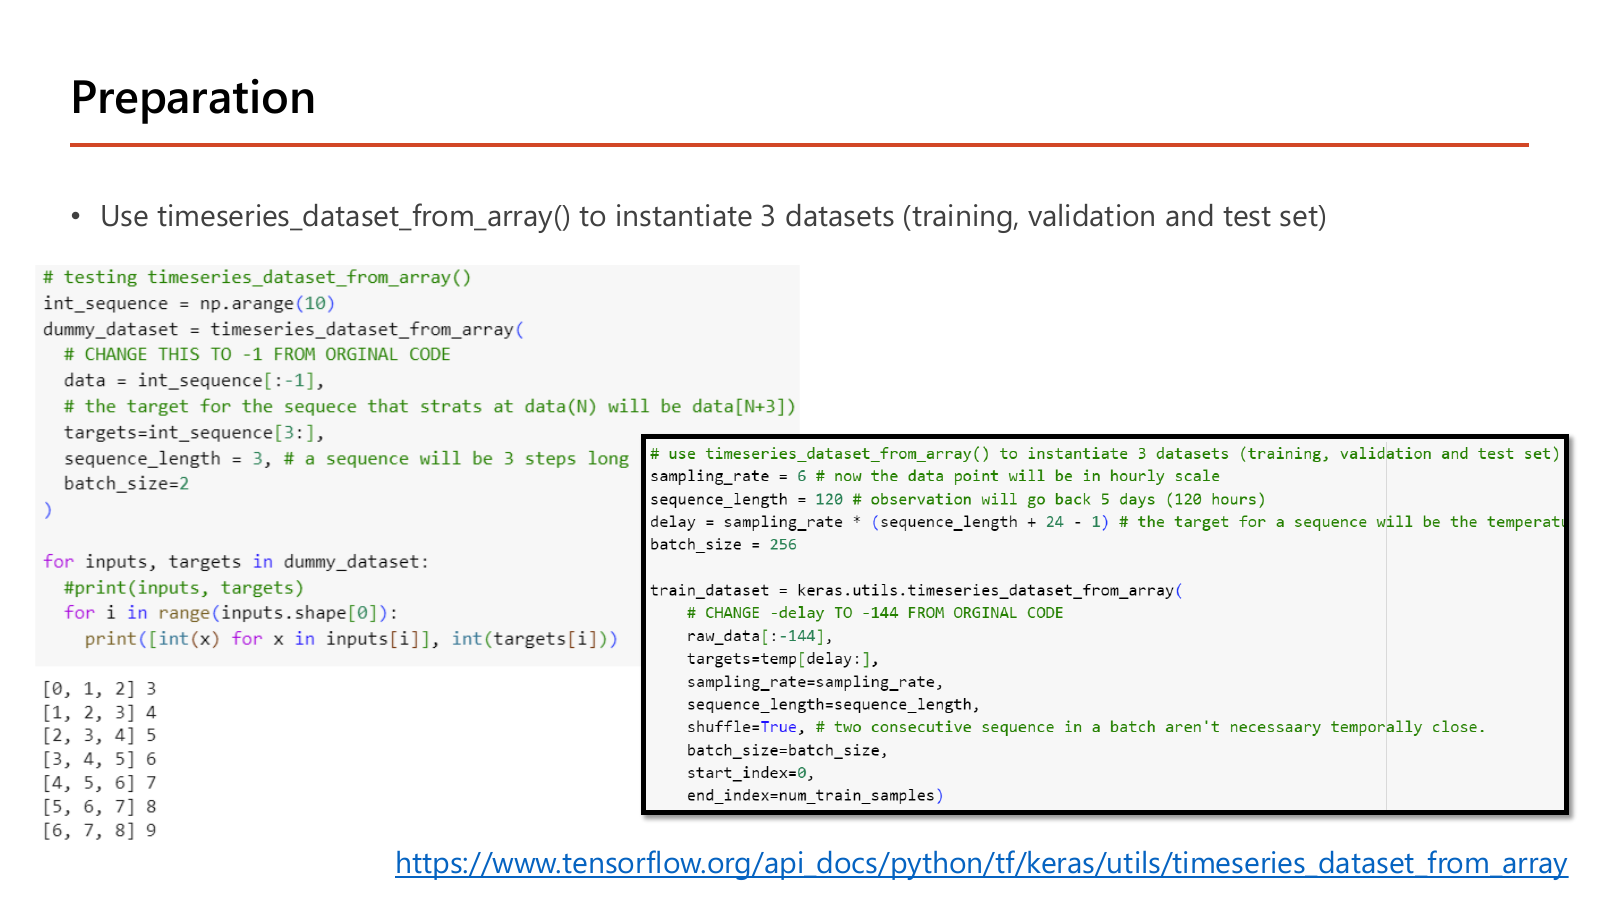 Preparation
• Use timeseries_dataset_from_array() to instantiate 3 datasets (training, validation and test set)
# testing timeseries_dataset_from_array()
int_sequence = np.arange(10)
dummy_dataset = timeseries_dataset_from_array(
  # CHANGE THIS TO -1 FROM ORGINAL CODE
  data = int_sequence[:-1],
  # the target for the sequece that strats at data(N) will be data[N+3])
  targets=int_sequence[3:],
  sequence_length = 3, # a sequence will be 3 steps long
  batch_size=2
)
for inputs, targets in dummy_dataset:
  #print(inputs, targets)
  for i in range(inputs.shape[0]):
    print([int(x) for x in inputs[i]], int(targets[i]))
[0, 1, 2] 3
[1, 2, 3] 4
[2, 3, 4] 5
[3, 4, 5] 6
[4, 5, 6] 7
[5, 6, 7] 8
[6, 7, 8] 9
# use timeseries_dataset_from_array() to instantiate 3 datasets (training, validation and test set)
sampling_rate = 6 # now the data point will be in hourly scale
sequence_length = 120 # observation will go back 5 days (120 hours)
delay = sampling_rate * (sequence_length + 24 - 1) # the target for a sequence will be the temperatu
batch_size = 256
train_dataset = keras.utils.timeseries_dataset_from_array(
    # CHANGE -delay TO -144 FROM ORGINAL CODE
    raw_data[:-144],
    targets=temp[delay:],
    sampling_rate=sampling_rate,
    sequence_length=sequence_length,
    shuffle=True, # two consecutive sequence in a batch aren't necessaary temporally close.
    batch_size=batch_size,
    start_index=0,
    end_index=num_train_samples)
https://www.tensorflow.org/api_docs/python/tf/keras/utils/timeseries_dataset_from_array